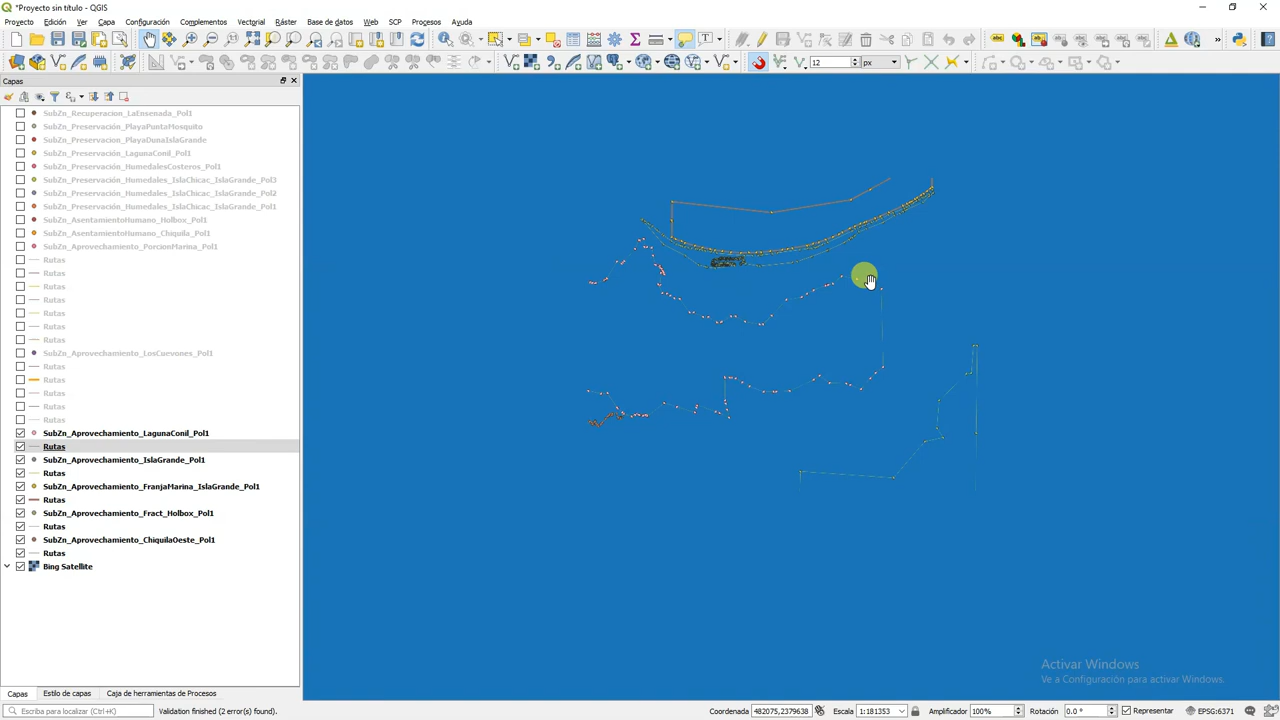 *Proyecto sin título - QGIS
Proyecto Edición Ver Capa Configuración Complementos Vectorial Ráster Base de datos Web SCP Procesos Ayuda
12 px
Capas
SubZn_Recuperacion_LaEnsenada_Pol1
SubZn_Preservación_PlayaPuntaMosquito
SubZn_Preservacion_PlayaDunaIslaGrande
SubZn_Preservación_LagunaConil_Pol1
SubZn_Preservación_HumedalesCosteros_Pol1
SubZn_Preservación_Humedales_IslaChicac_IslaGrande_Pol3
SubZn_Preservación_Humedales_IslaChicac_IslaGrande_Pol2
SubZn_Preservación_Humedales_IslaChicac_IslaGrande_Pol1
SubZn_AsentamientoHumano_Holbox_Pol1
SubZn_AsentamientoHumano_Chiquila_Pol1
SubZn_Aprovechamiento_PorcionMarina_Pol1
Rutas
Rutas
Rutas
Rutas
Rutas
Rutas
Rutas
SubZn_Aprovechamiento_LosCuevones_Pol1
Rutas
Rutas
Rutas
Rutas
Rutas
SubZn_Aprovechamiento_LagunaConil_Pol1
Rutas
SubZn_Aprovechamiento_IslaGrande_Pol1
Rutas
SubZn_Aprovechamiento_FranjaMarina_IslaGrande_Pol1
Rutas
SubZn_Aprovechamiento_Fract_Holbox_Pol1
Rutas
SubZn_Aprovechamiento_ChiquilaOeste_Pol1
Rutas
Bing Satellite
Activar Windows
Ve a Configuración para activar Windows.
Capas Estilo de capas Caja de herramientas de Procesos
Escriba para localizar (Ctrl+K) Validation finished (2 error(s) found). Coordenada 482075,2379638 Escala 1:181353 Amplificador 100% Rotación 0.0 ° Representar EPSG:6371